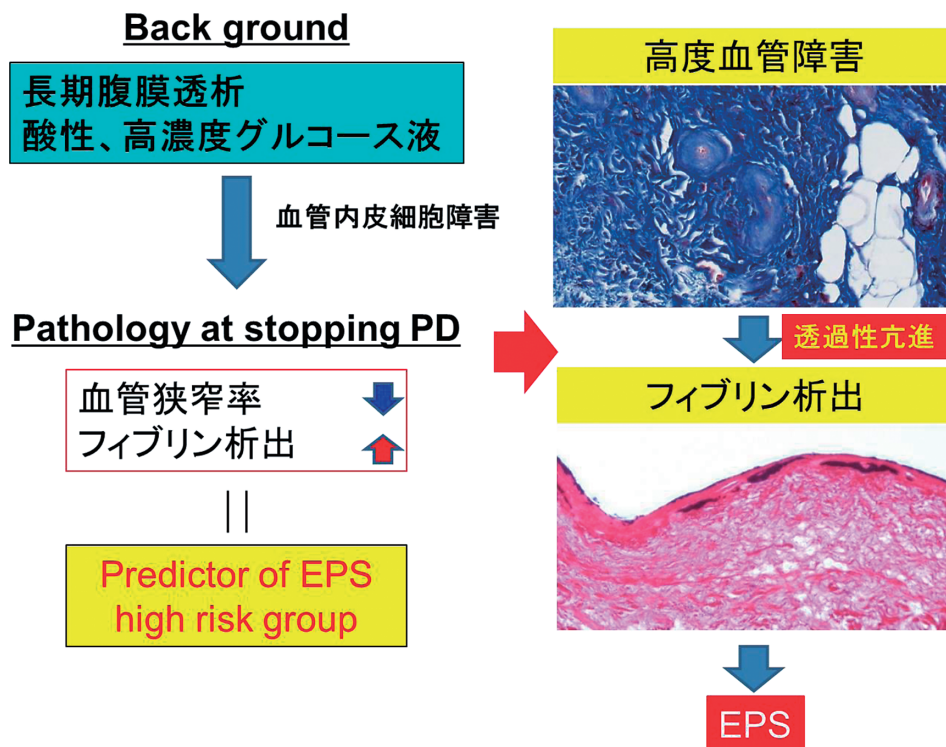 Back ground
長期腹膜透析
酸性、高濃度グルコース液
血管内皮細胞障害
Pathology at stopping PD
血管狭窄率
フィブリン析出
Predictor of EPS
high risk group
高度血管障害
透過性亢進
フィブリン析出
EPS